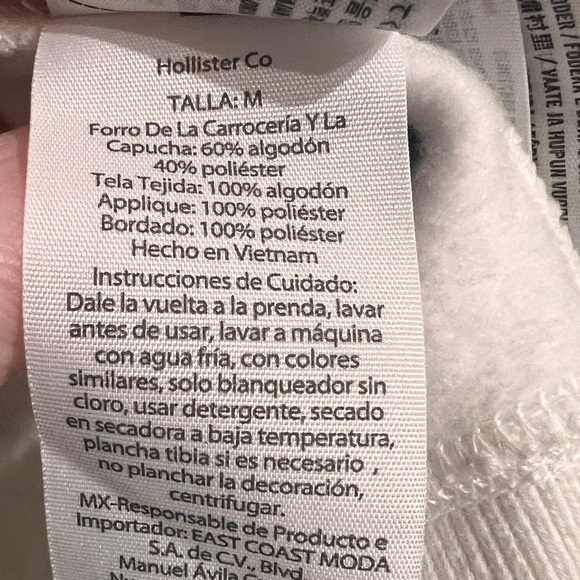 Hollister Co
TALLA: M
Forro De La Carrocería Y La
Capucha: 60% algodón
40% poliéster
Tela Tejida: 100% algodón
Applique: 100% poliéster
Bordado: 100% poliéster
Hecho en Vietnam
Instrucciones de Cuidado:
Dale la vuelta a la prenda, lavar
antes de usar, lavar a máquina
con agua fría, con colores
similares, solo blanqueador sin
cloro, usar detergente, secado
en secadora a baja temperatura,
plancha tibia si es necesario ,
no planchar la decoración,
centrifugar.
MX-Responsable de Producto e
Importador: EAST COAST MODA
S.A. de C.V., Blvd
Manuel Ávila